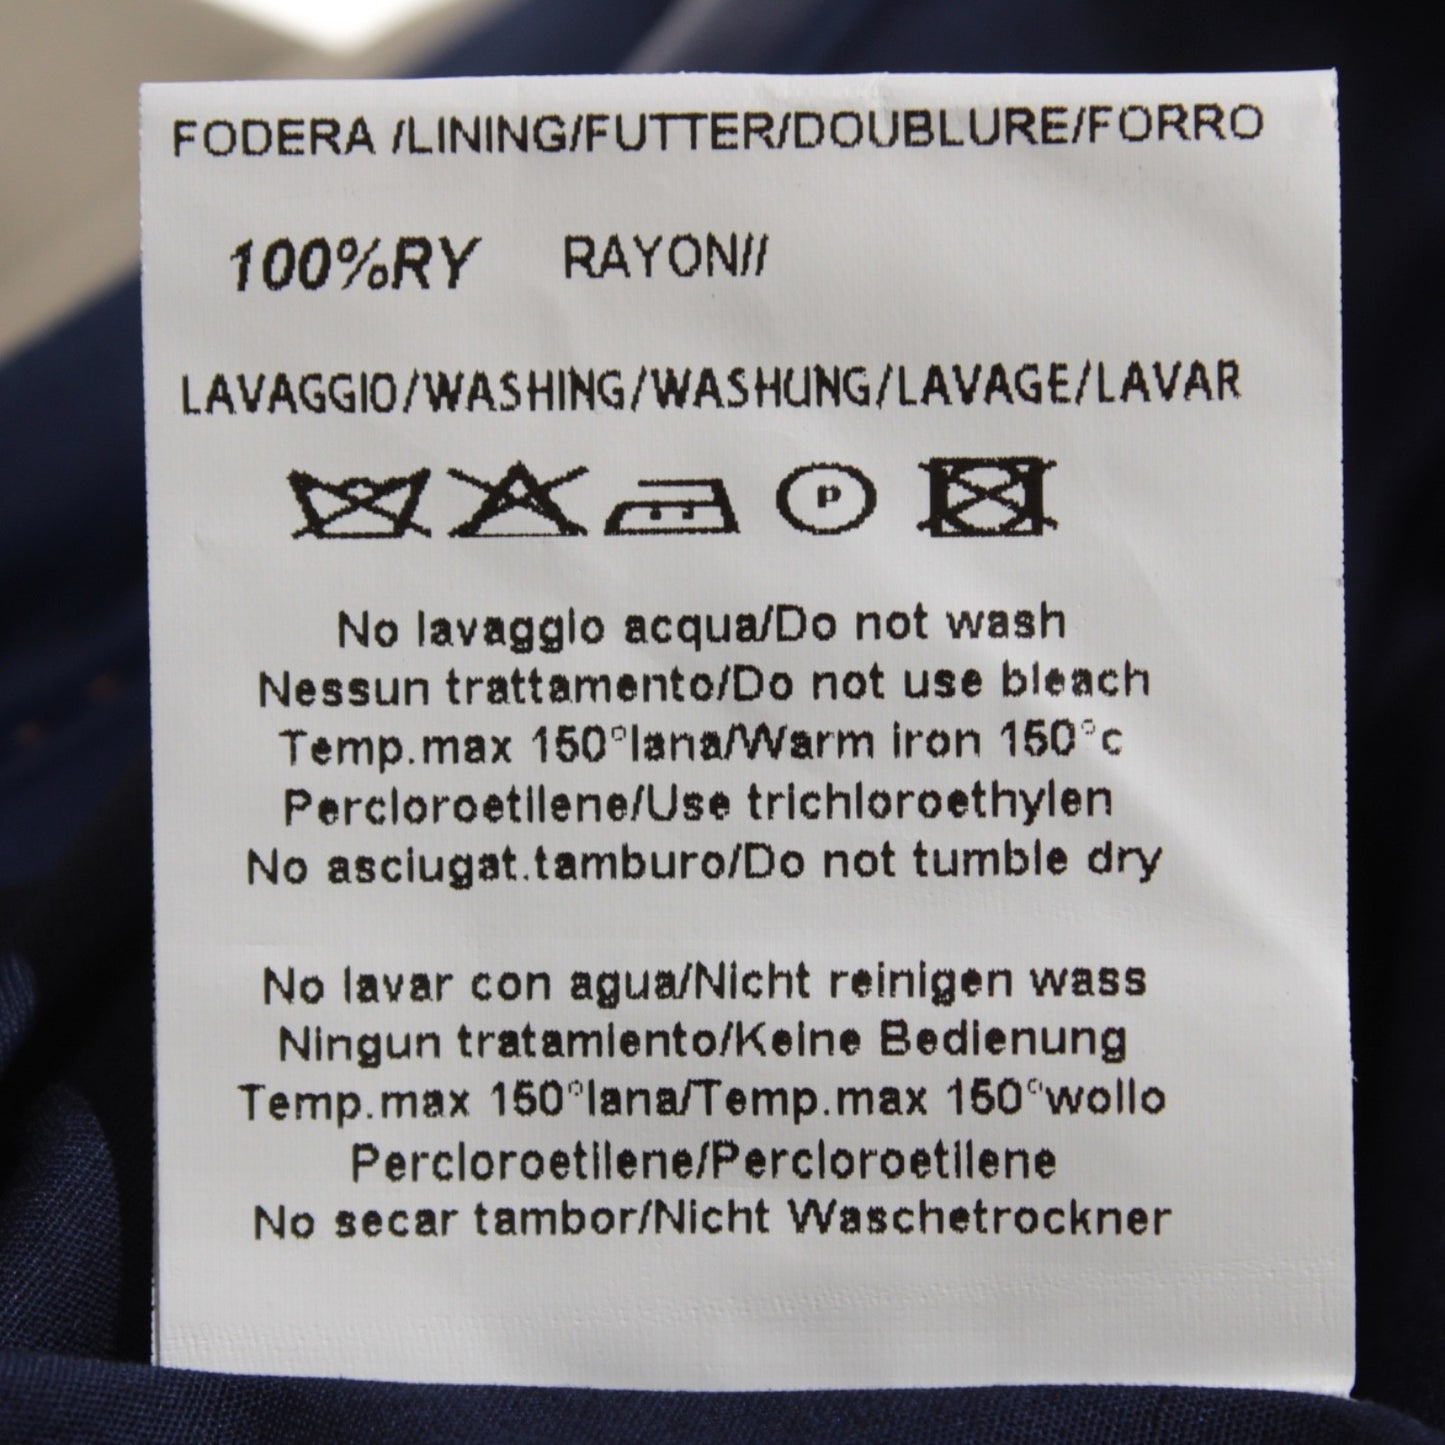 FODERA /LINING/FUTTER/DOUBLURE/FORRO
100%RY RAYON//
LAVAGGIO/WASHING/WASHUNG/LAVAGE/LAVAR
P
No lavaggio acqua/Do not wash
Nessun trattamento/Do not use bleach
Temp.max 150°lana/Warm iron 150°c
Percloroetilene/Use trichloroethylen
No asciugat.tamburo/Do not tumble dry
No lavar con agua/Nicht reinigen wass
Ningun tratamiento/Keine Bedienung
Temp.max 150°lana/Temp.max 150°wollo
Percloroetilene/Percloroetilene
No secar tambor/Nicht Waschetrockner